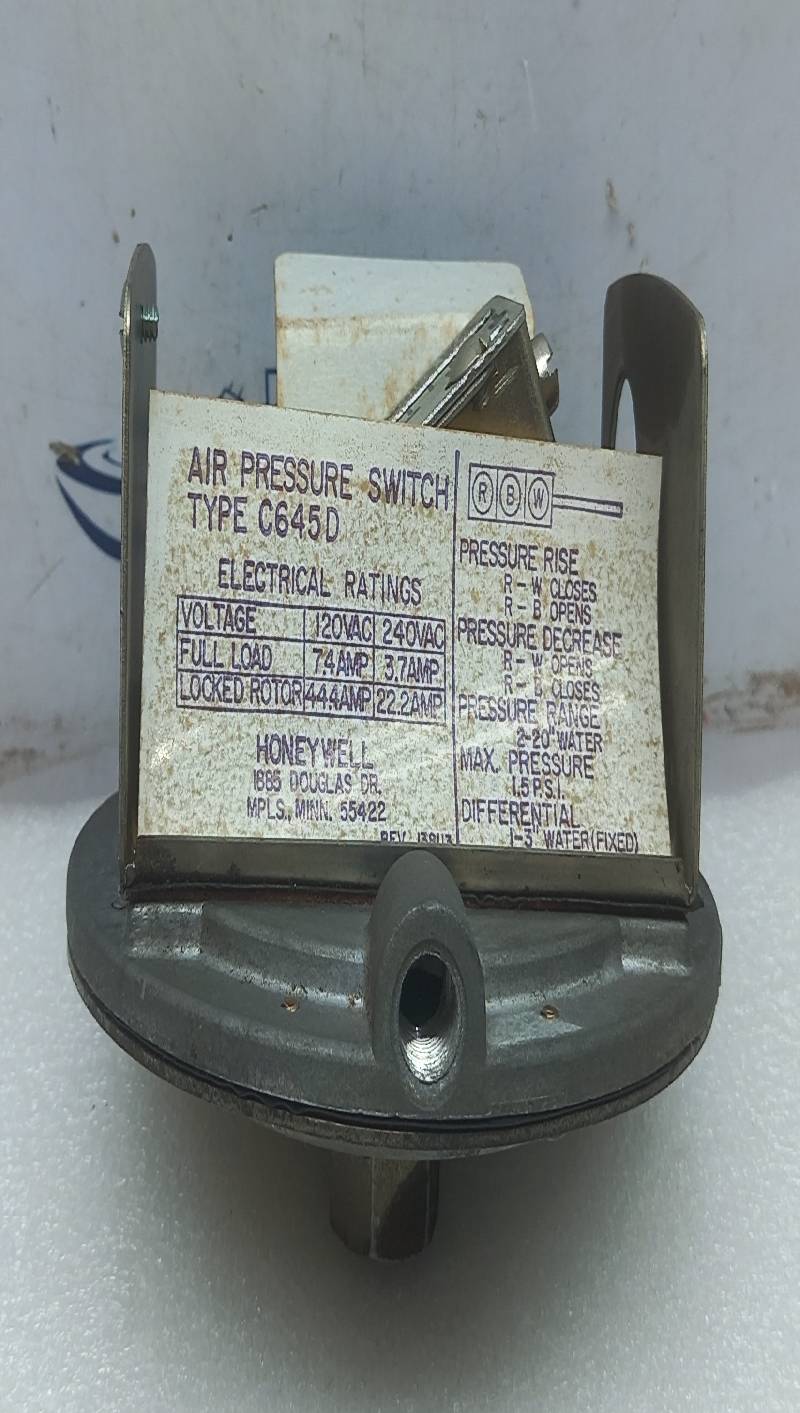 AIR PRESSURE SWITCH
TYPE C645D
ELECTRICAL RATINGS
VOLTAGE 120VAC 240VAC
FULL LOAD 7.4AMP 3.7AMP
LOCKED ROTOR 44.4AMP 22.2AMP
HONEYWELL
1885 DOUGLAS DR.
MPLS., MINN. 55422
REV.
R B W
PRESSURE RISE
R - W CLOSES
R - B OPENS
PRESSURE DECREASE
R - W OPENS
R - B CLOSES
PRESSURE RANGE
2-20" WATER
MAX. PRESSURE
1.5 P.S.I.
DIFFERENTIAL
1-3" WATER (FIXED)